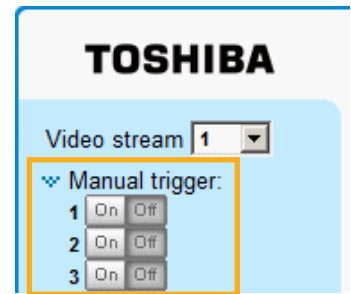 TOSHIBA
Video stream 1
Manual trigger:
1 On Off
2 On Off
3 On Off